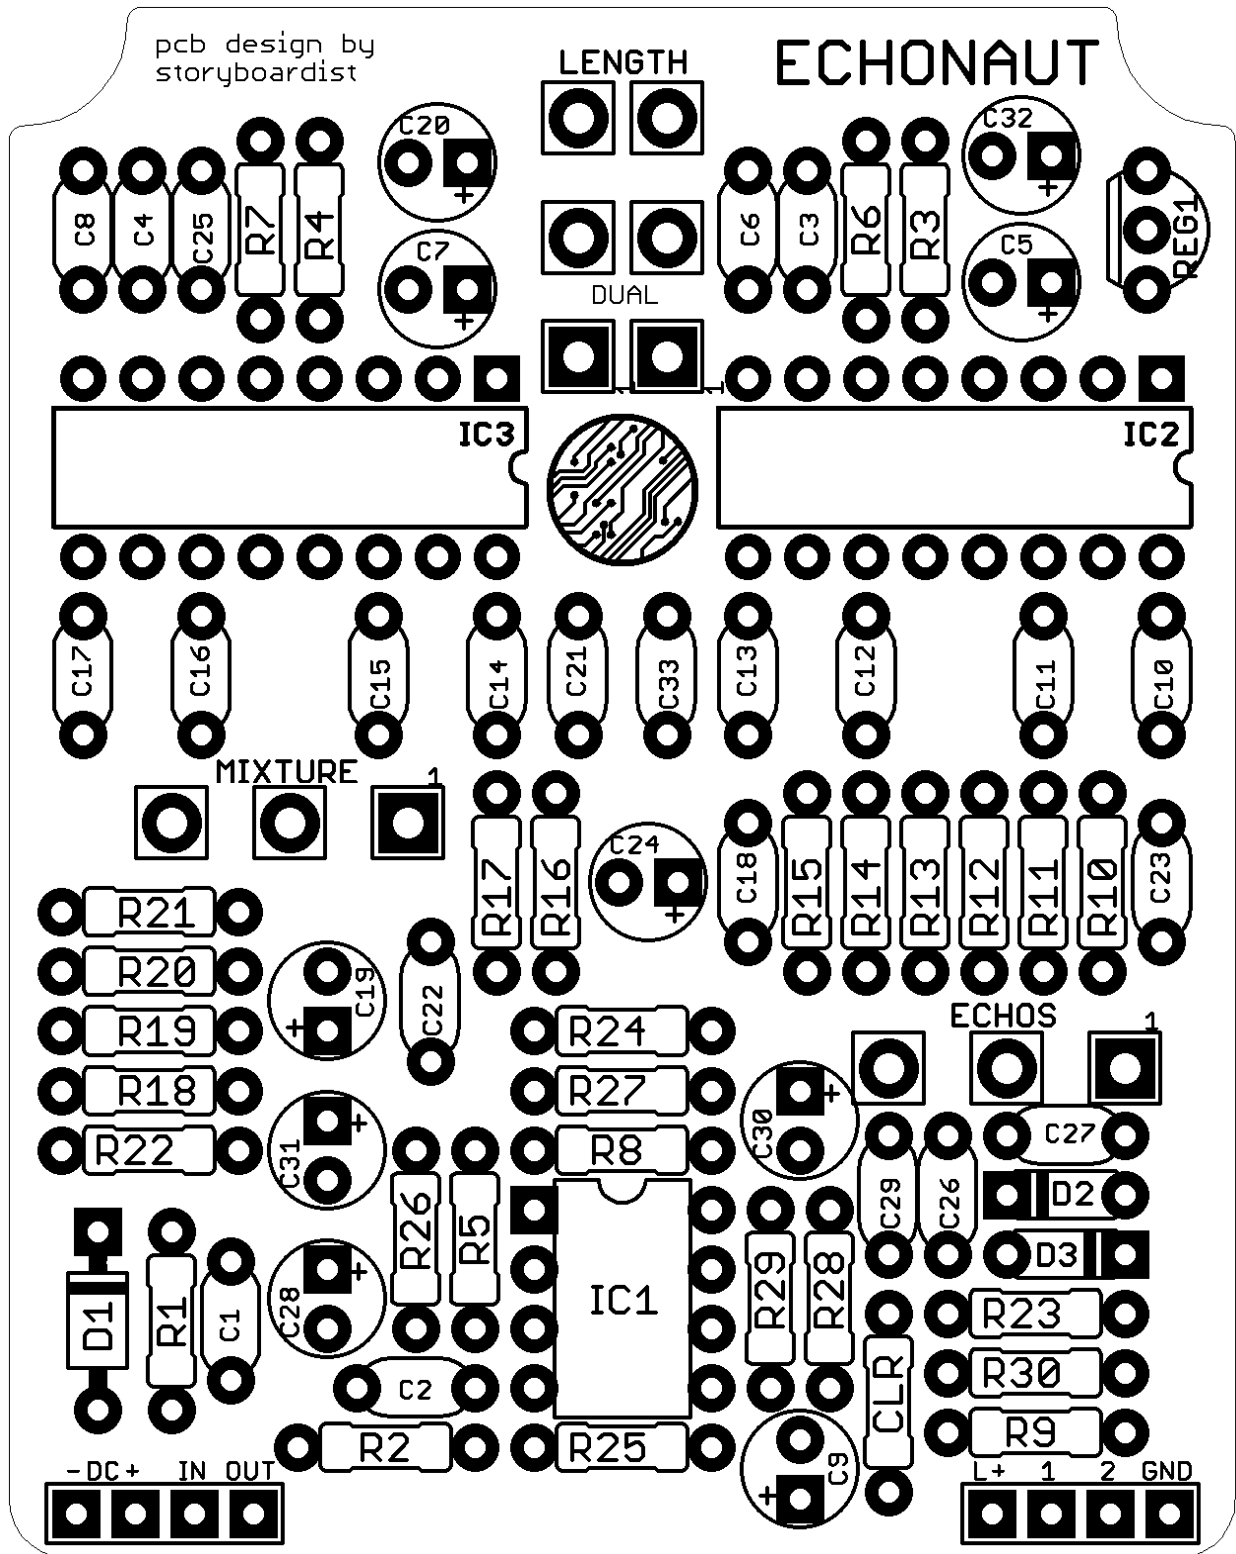 pcb design by
storyboardist
LENGTH
ECHONAUT
C20
C32
C8
C4
C25
R7
R4
C7
+
C6
C3
R6
R3
C5
+
REG1
+
DUAL
+
1
1
IC3
IC2
C17
C16
C15
C14
C21
C33
C13
C12
C11
C10
MIXTURE
1
R17
R16
C24
+
C18
R15
R14
R13
R12
R11
R10
C23
R21
R20
R19
R18
R22
C19
+
C22
R24
R27
R8
ECHOS
1
C30
+
C31
+
C27
C29
C26
D2
D3
R26
R5
IC1
R29
R28
D1
R1
C1
C28
+
CLR
R23
R30
R9
C2
R2
R25
C9
+
- DC + IN OUT
L+ 1 2 GND